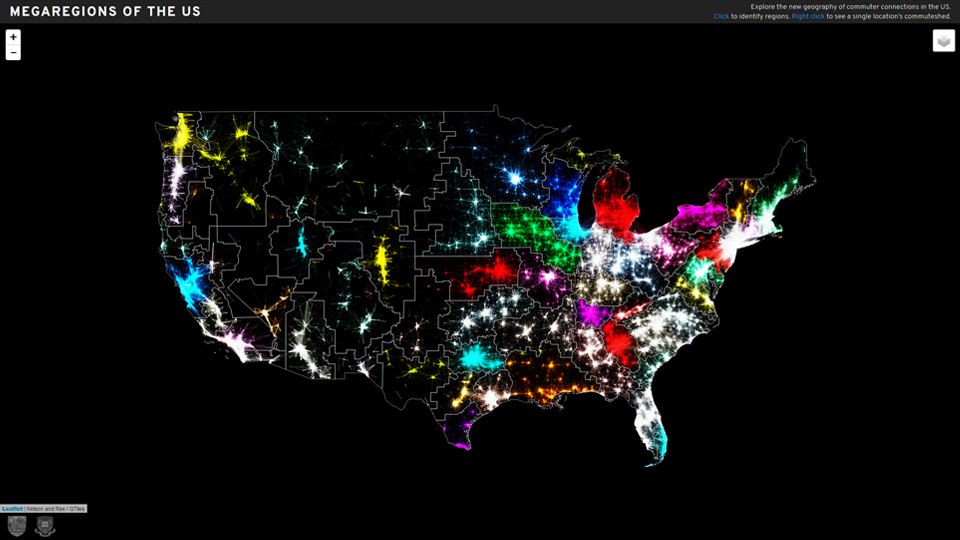 MEGAREGIONS OF THE US
Explore the new geography of commuter connections in the US.
Click to identify regions. Right click to see a single location's commuteshed.
+
−
Leaflet | Nelson and Rae / G7iles